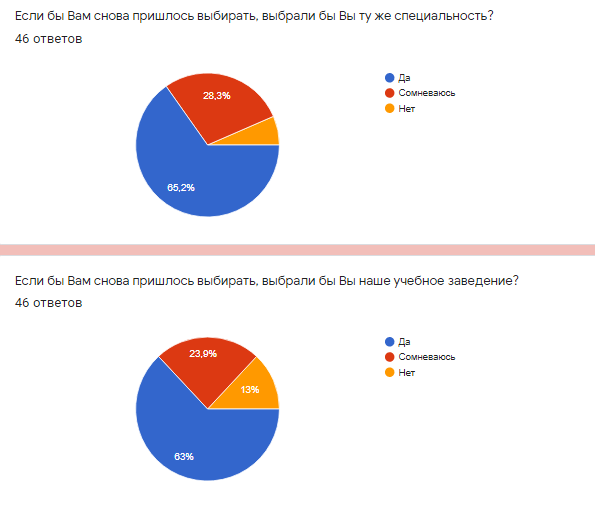 Если бы Вам снова пришлось выбирать, выбрали бы Вы ту же специальность?
46 ответов
Да
Сомневаюсь
Нет
28,3%
65,2%
Если бы Вам снова пришлось выбирать, выбрали бы Вы наше учебное заведение?
46 ответов
Да
Сомневаюсь
Нет
23,9%
13%
63%